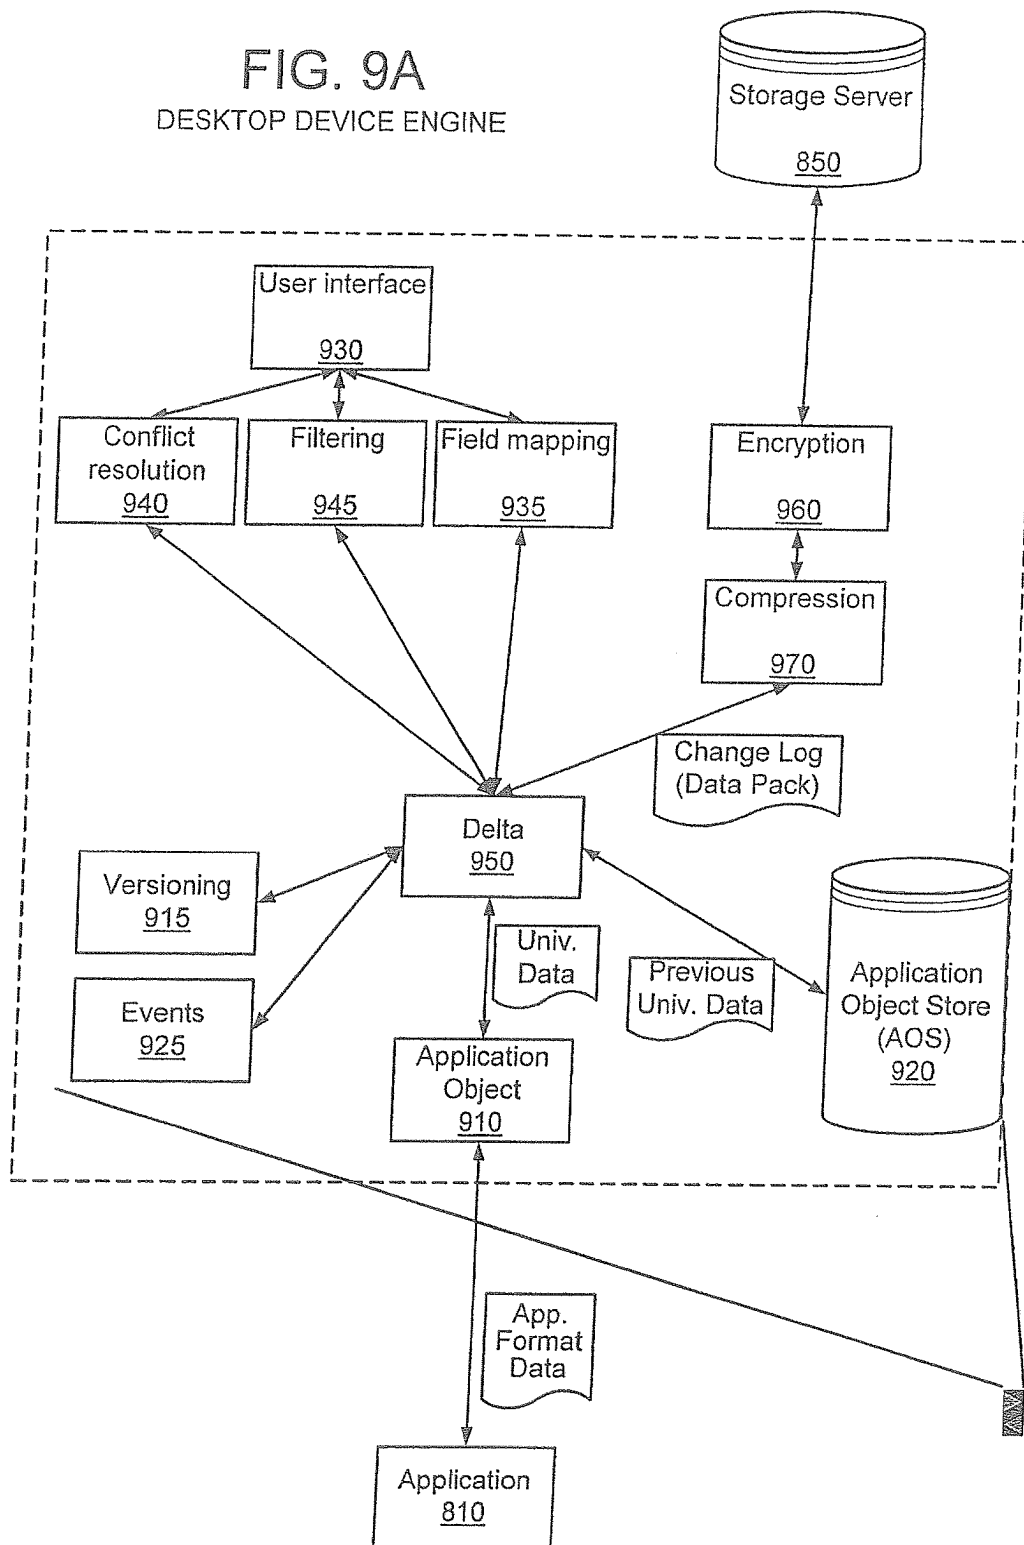 FIG. 9A
DESKTOP DEVICE ENGINE
Storage Server
850
User interface
930
Conflict
resolution
940
Filtering
945
Field mapping
935
Encryption
960
Compression
970
Change Log
(Data Pack)
Delta
950
Versioning
915
Events
925
Univ.
Data
Previous
Univ. Data
Application
Object Store
(AOS)
920
Application
Object
910
App.
Format
Data
Application
810